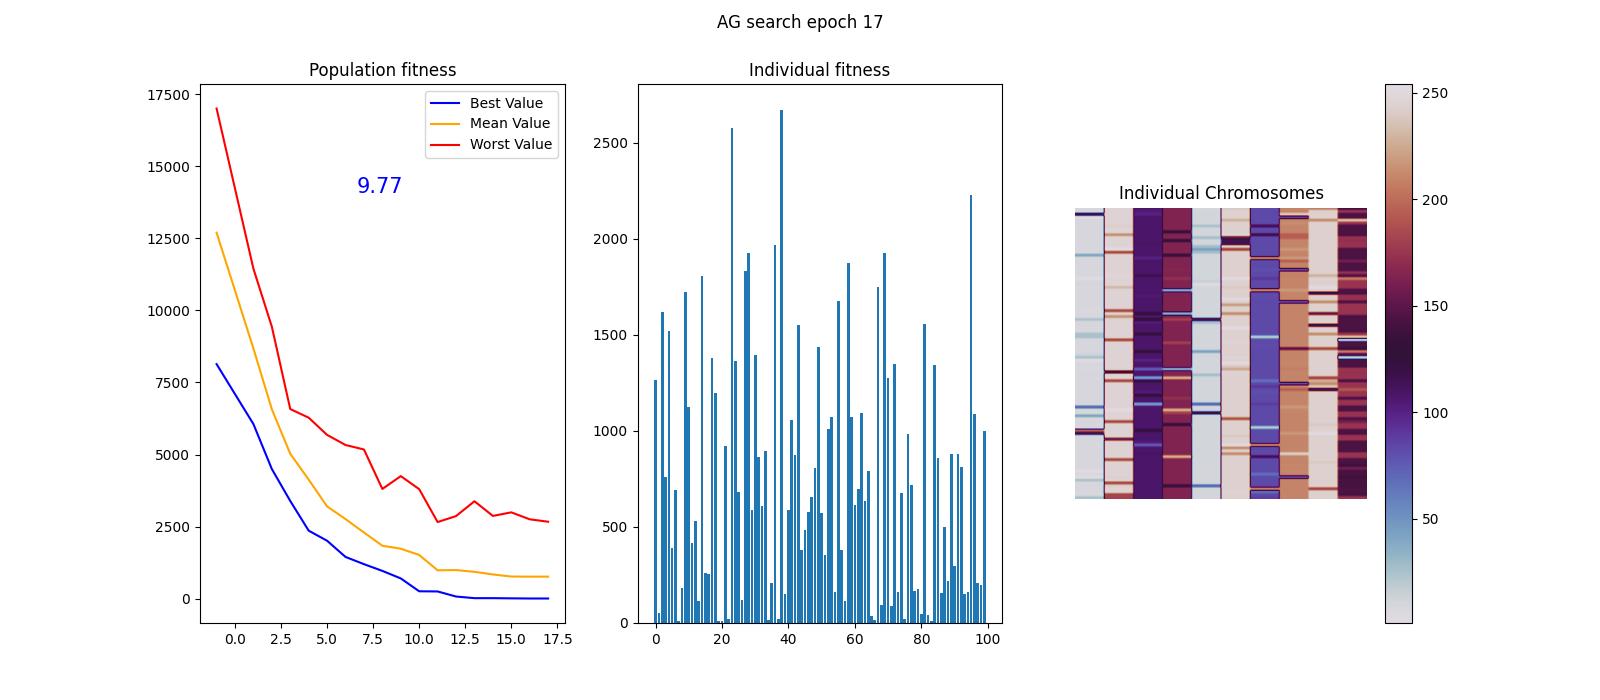 AG search epoch 17
Population fitness
17500
15000
12500
10000
7500
5000
2500
0
0.0 2.5 5.0 7.5 10.0 12.5 15.0 17.5
Best Value
Mean Value
Worst Value
9.77
Individual fitness
2500
2000
1500
1000
500
0
0 20 40 60 80 100
Individual Chromosomes
250
200
150
100
50